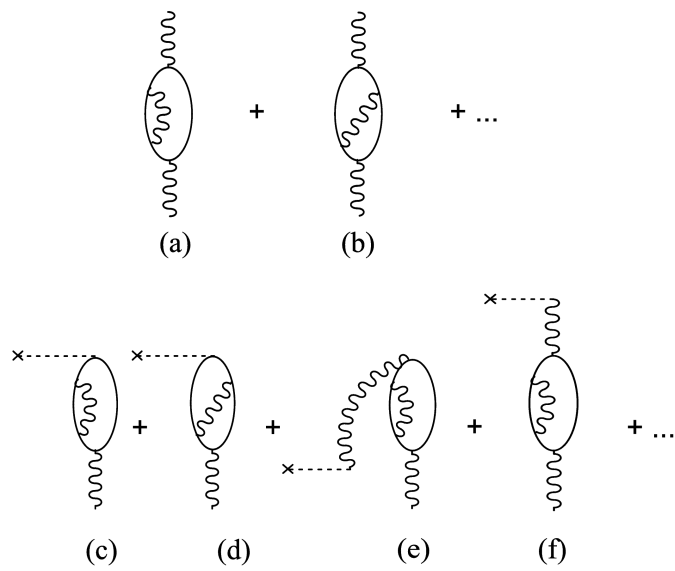 + + ...
(a) (b)
+ + + + ...
(c) (d) (e) (f)